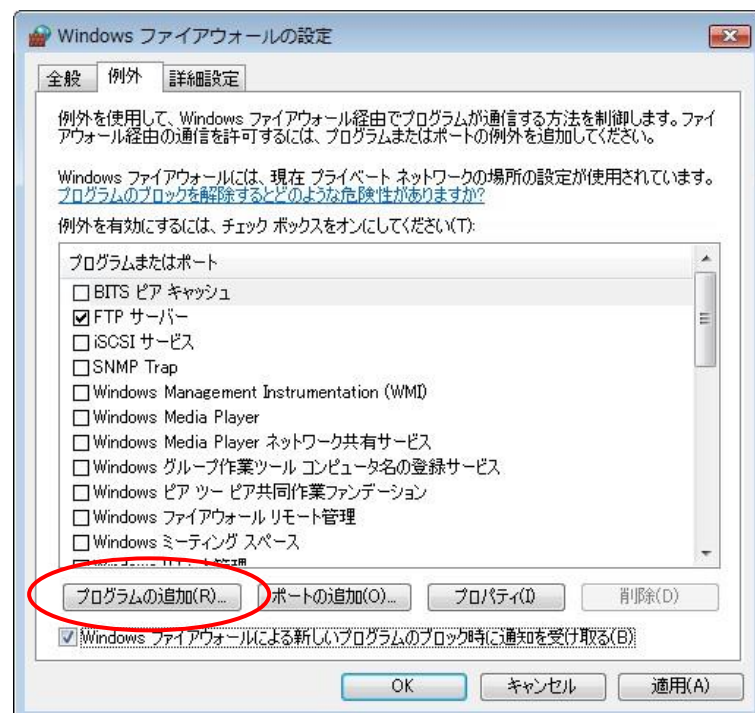 Windows ファイアウォールの設定
全般 例外 詳細設定
例外を使用して、Windows ファイアウォール経由でプログラムが通信する方法を制御します。ファイ
アウォール経由の通信を許可するには、プログラムまたはポートの例外を追加してください。
Windows ファイアウォールには、現在 プライベート ネットワークの場所の設定が使用されています。
プログラムのブロックを解除するとどのような危険性がありますか?
例外を有効にするには、チェック ボックスをオンにしてください(T):
プログラムまたはポート
BITS ピア キャッシュ
FTP サーバー
iSCSI サービス
SNMP Trap
Windows Management Instrumentation (WMI)
Windows Media Player
Windows Media Player ネットワーク共有サービス
Windows グループ作業ツール コンピュータ名の登録サービス
Windows ピア ツー ピア共同作業ファンデーション
Windows ファイアウォール リモート管理
Windows ミーティング スペース
プログラムの追加(R)... ポートの追加(O)... プロパティ(I) 削除(D)
Windows ファイアウォールによる新しいプログラムのブロック時に通知を受け取る(B)
OK キャンセル 適用(A)